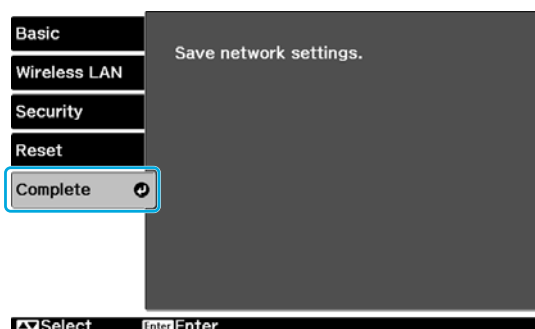 Basic
Save network settings.
Wireless LAN
Security
Reset
Complete
Select Enter Enter